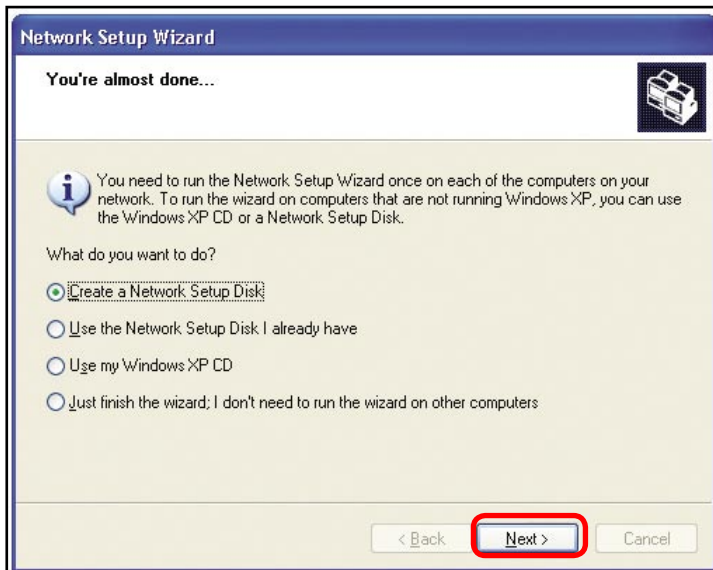 Network Setup Wizard
You're almost done...
You need to run the Network Setup Wizard once on each of the computers on your
network. To run the wizard on computers that are not running Windows XP, you can use
the Windows XP CD or a Network Setup Disk.
What do you want to do?
Create a Network Setup Disk
Use the Network Setup Disk I already have
Use my Windows XP CD
Just finish the wizard; I don't need to run the wizard on other computers
< Back Next > Cancel